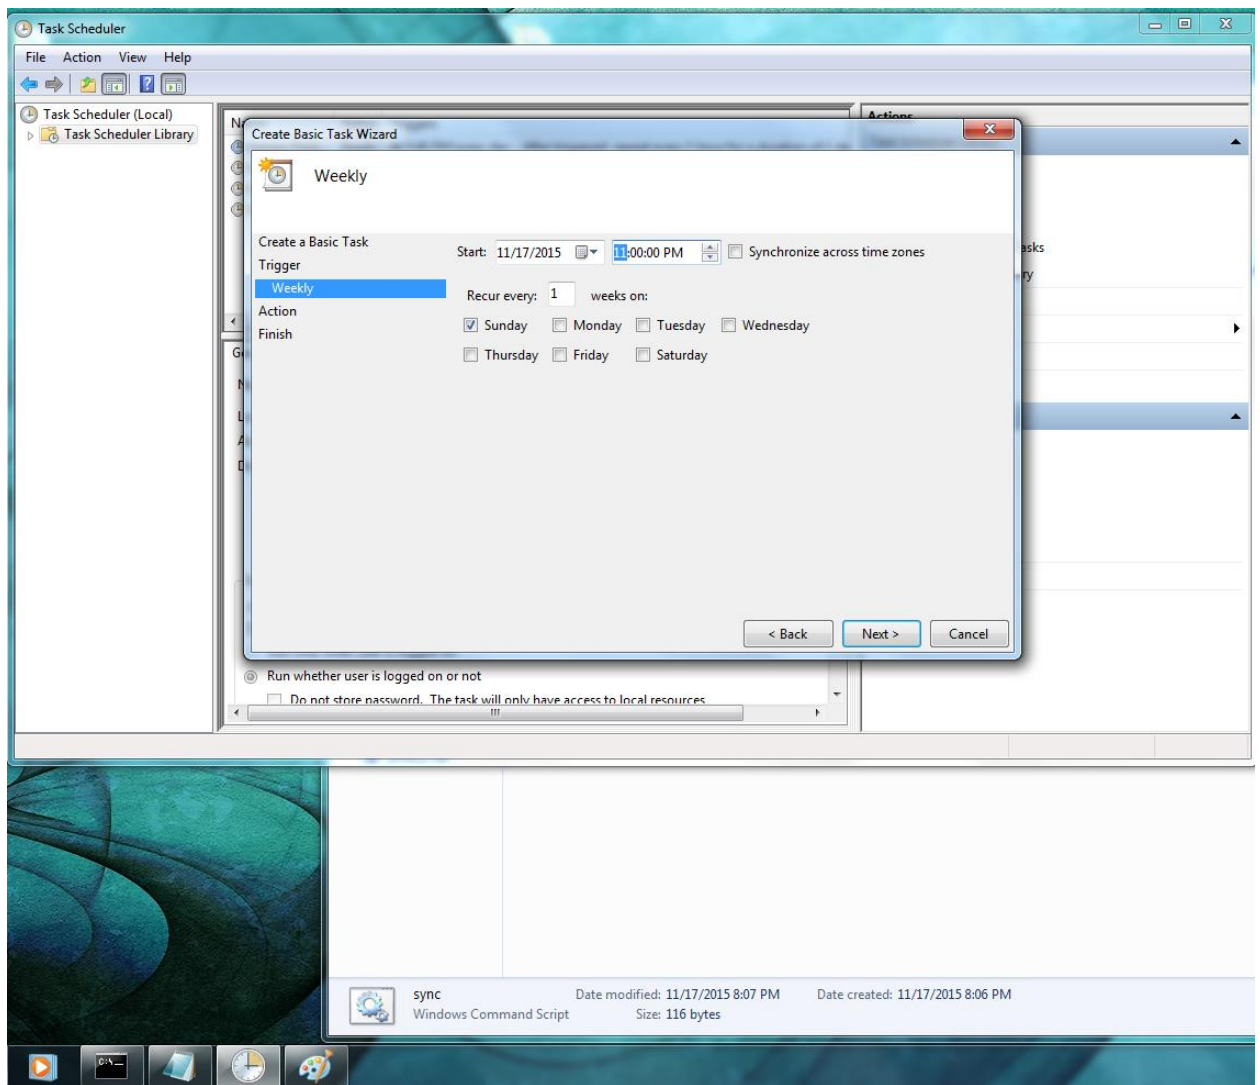 Task Scheduler
File Action View Help
Task Scheduler (Local)
Task Scheduler Library
Actions
Create Basic Task Wizard
Weekly
Create a Basic Task
Trigger
Weekly
Action
Finish
Start: 11/17/2015 11:00:00 PM Synchronize across time zones
Recur every: 1 weeks on:
Sunday Monday Tuesday Wednesday
Thursday Friday Saturday
< Back Next > Cancel
Run whether user is logged on or not
Do not store password. The task will only have access to local resources
sync Date modified: 11/17/2015 8:07 PM Date created: 11/17/2015 8:06 PM
Windows Command Script Size: 116 bytes